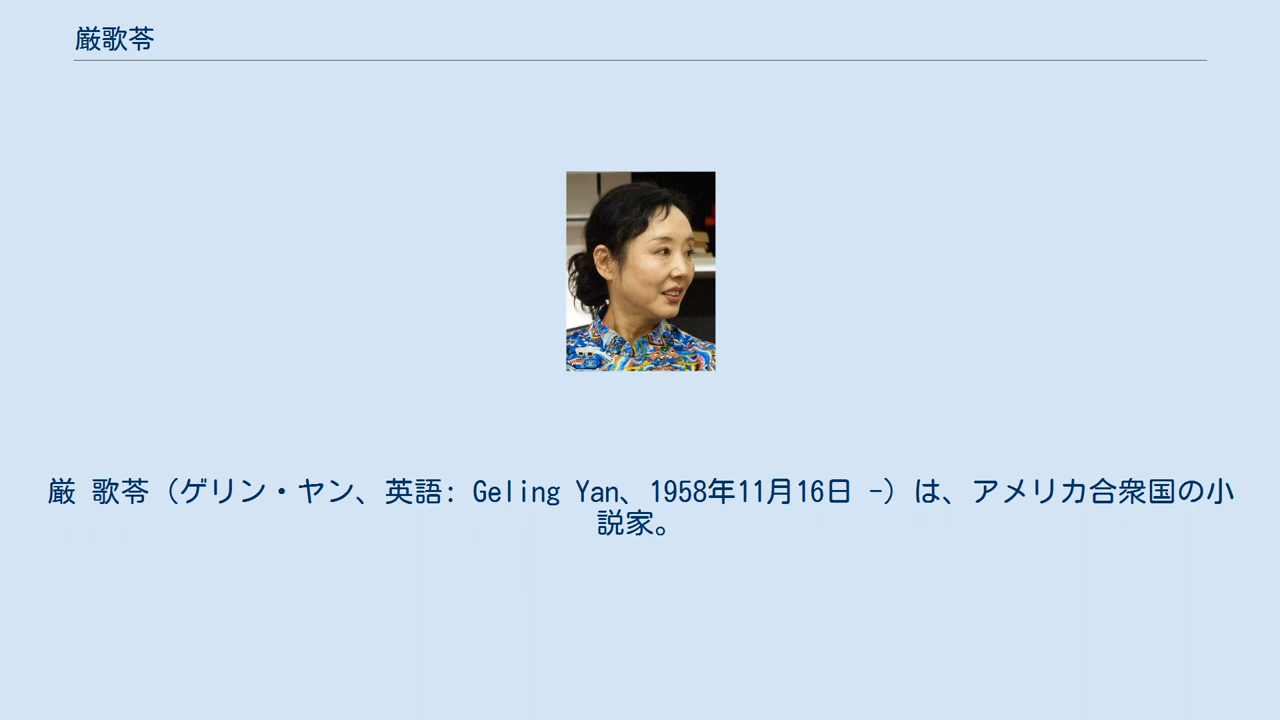 厳歌苓
厳 歌苓（ゲリン・ヤン、英語: Geling Yan、1958年11月16日 -）は、アメリカ合衆国の小
説家。